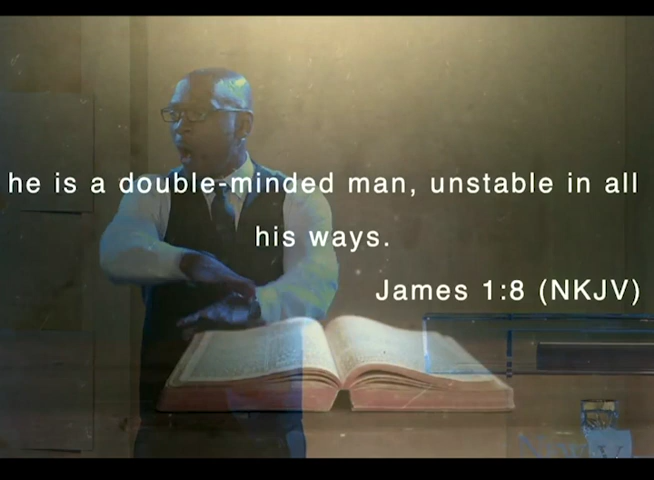 he is a double-minded man, unstable in all
his ways.
James 1:8 (NKJV)